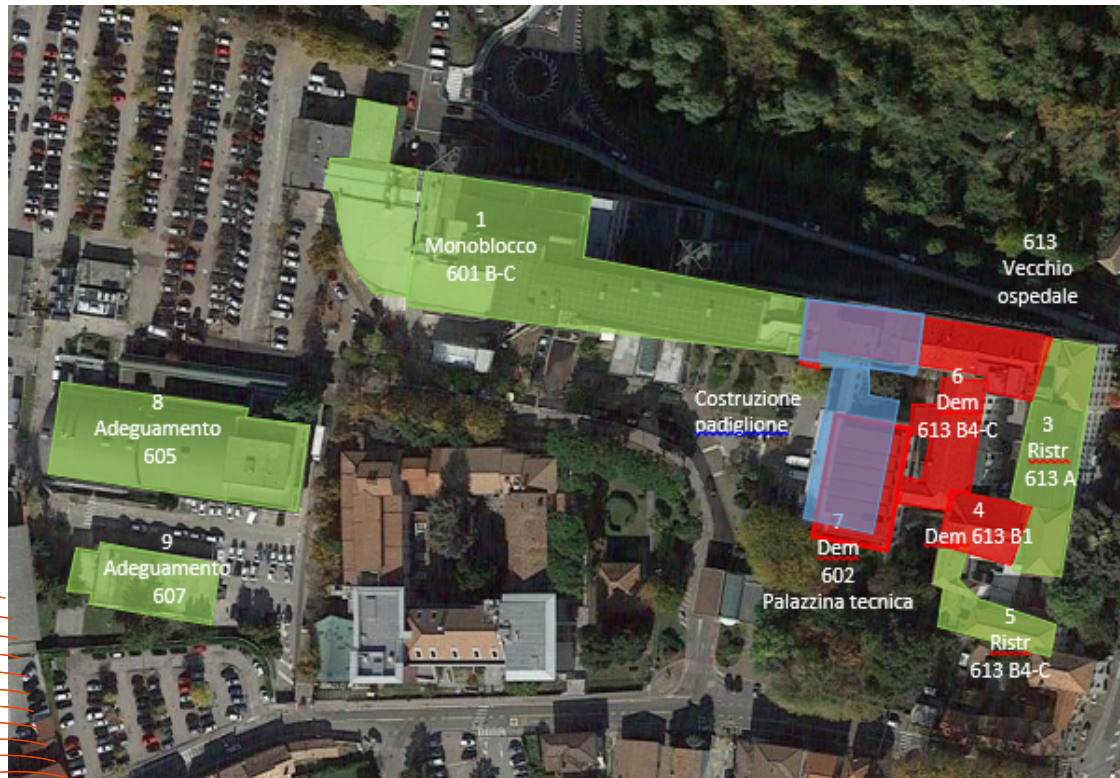 1
Monoblocco
601 B-C
613
Vecchio
ospedale
8
Adeguamento
605
Costruzione
padiglione
6
Dem
613 B4-C
3
Ristr
613 A
4
Dem 613 B1
7
Dem
602
Palazzina tecnica
9
Adeguamento
607
5
Ristr
613 B4-C